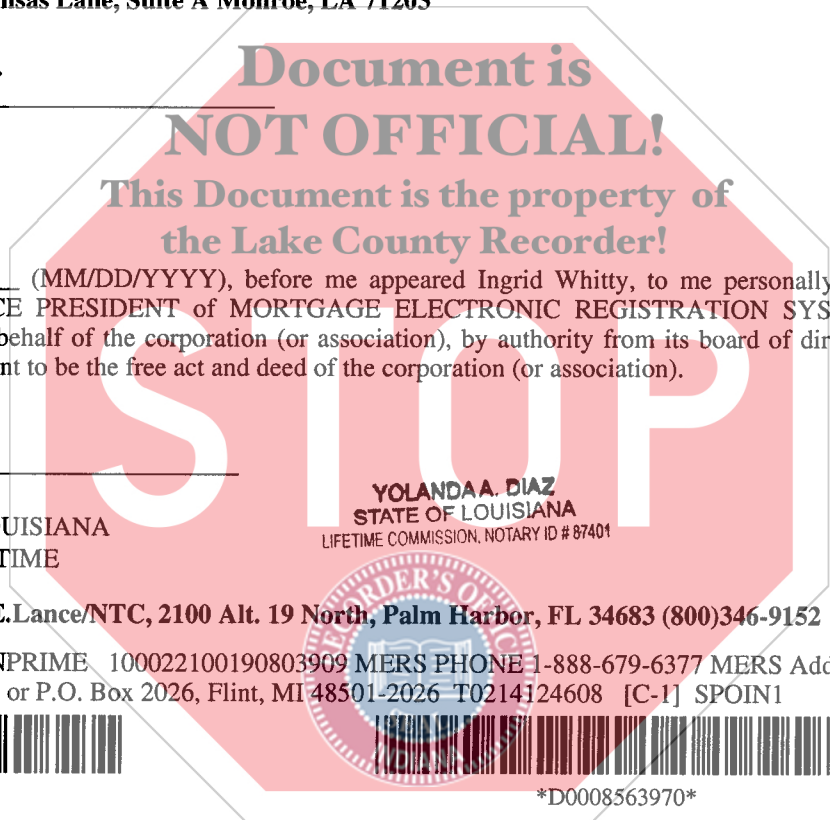 nsas Lane, Suite A Monroe, LA 71203
Document is
NOT OFFICIAL!
This Document is the property of
the Lake County Recorder!
(MM/DD/YYYY), before me appeared Ingrid Whitty, to me personally
CE PRESIDENT of MORTGAGE ELECTRONIC REGISTRATION SYS
behalf of the corporation (or association), by authority from its board of dir
nt to be the free act and deed of the corporation (or association).
STOP
YOLANDA A. DIAZ
STATE OF LOUISIANA
LIFETIME COMMISSION, NOTARY ID # 87401
UISIANA
TIME
E.Lance/NTC, 2100 Alt. 19 North, Palm Harbor, FL 34683 (800)346-9152
RECORDER'S OFFICE
NPRIME 100022100190803909 MERS PHONE 1-888-679-6377 MERS Add
or P.O. Box 2026, Flint, MI 48501-2026 T0214124608 [C-1] SPOIN1
SEAL
INDIANA
*D0008563970*